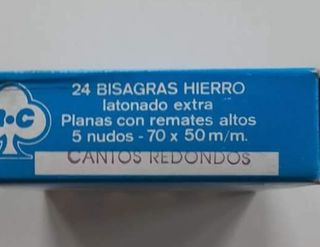 24 BISAGRAS HIERRO
latonado extra
Planas con remates altos
5 nudos - 70 x 50 m/m.
CANTOS REDONDOS